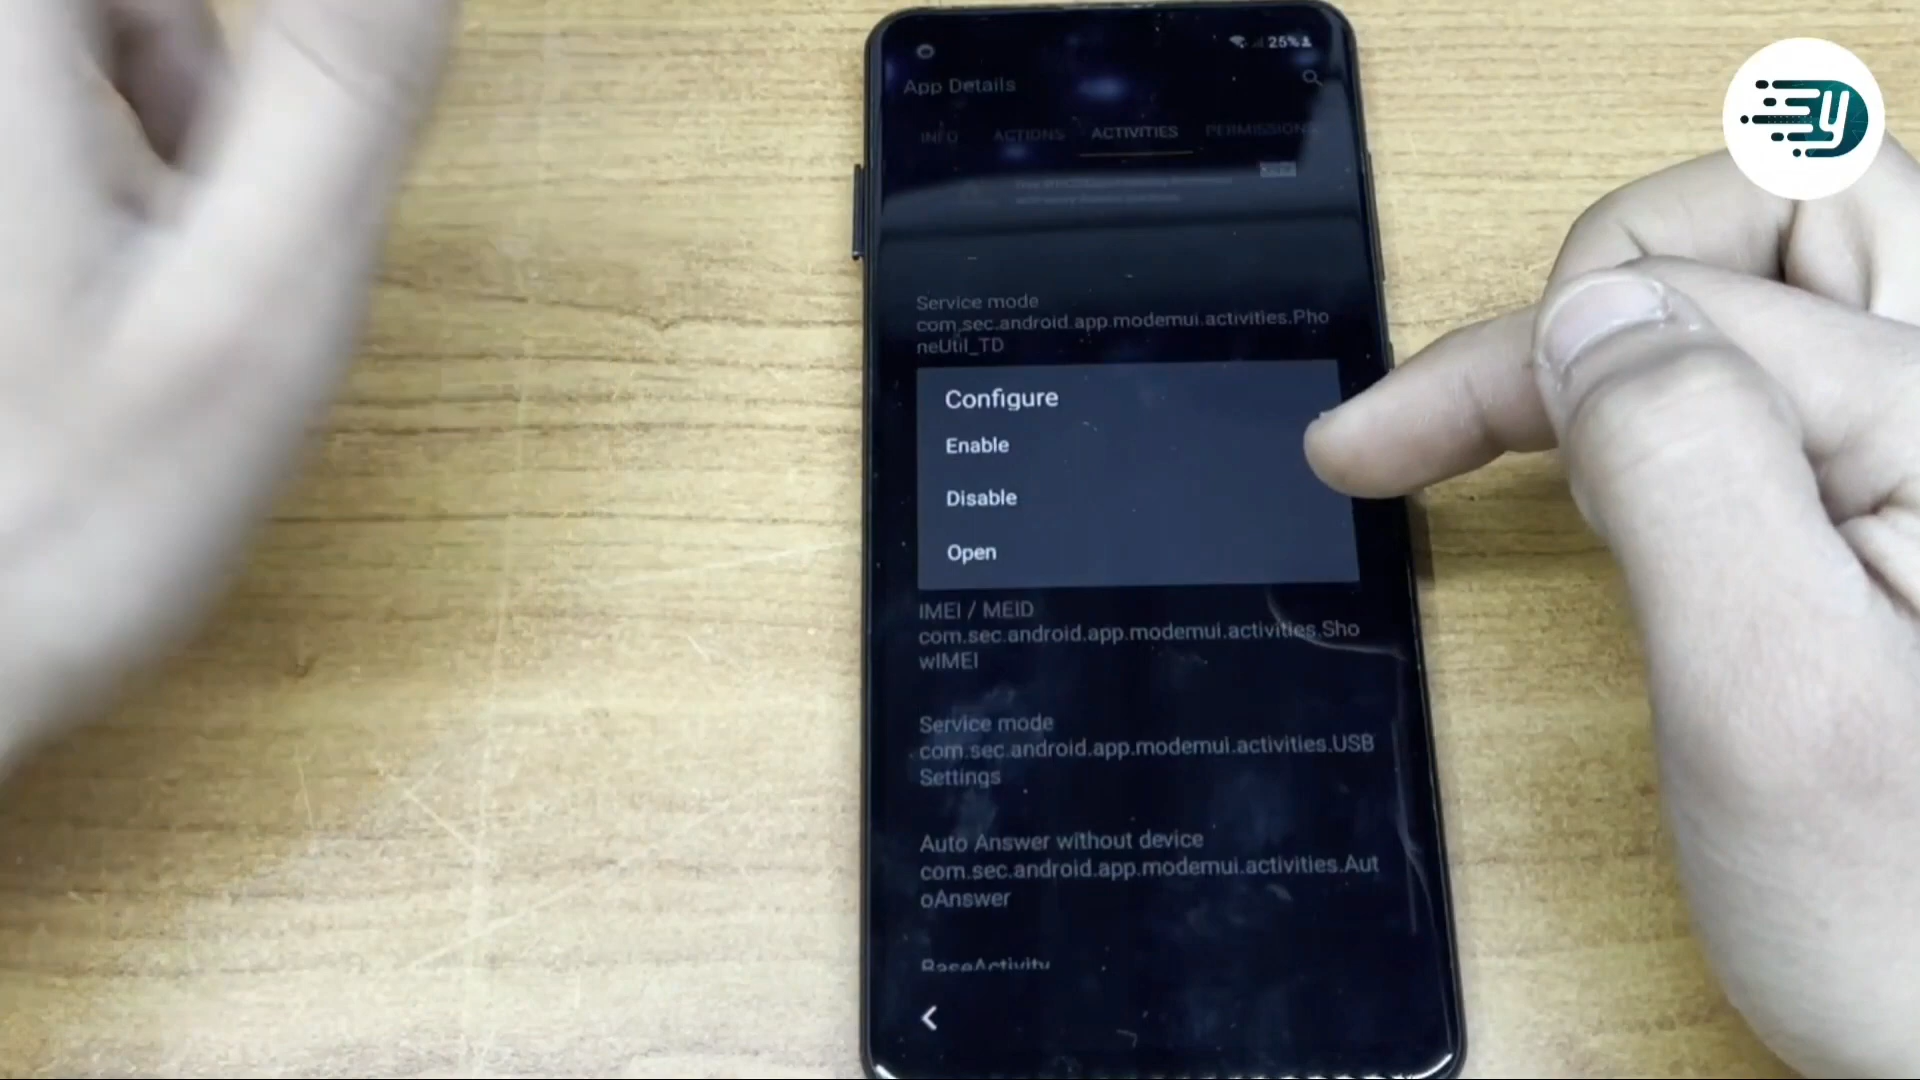 25%
App Details
INFO
ACTIONS
ACTIVITIES
PERMISSIONS
Service mode
com.sec.android.app.modemui.activities.Pho
neUtil_TD
Configure
Enable
Disable
Open
IMEI / MEID
com.sec.android.app.modemui.activities.Sho
wIMEI
Service mode
com.sec.android.app.modemui.activities.USB
Settings
Auto Answer without device
com.sec.android.app.modemui.activities.Aut
oAnswer
BaseActivity
y